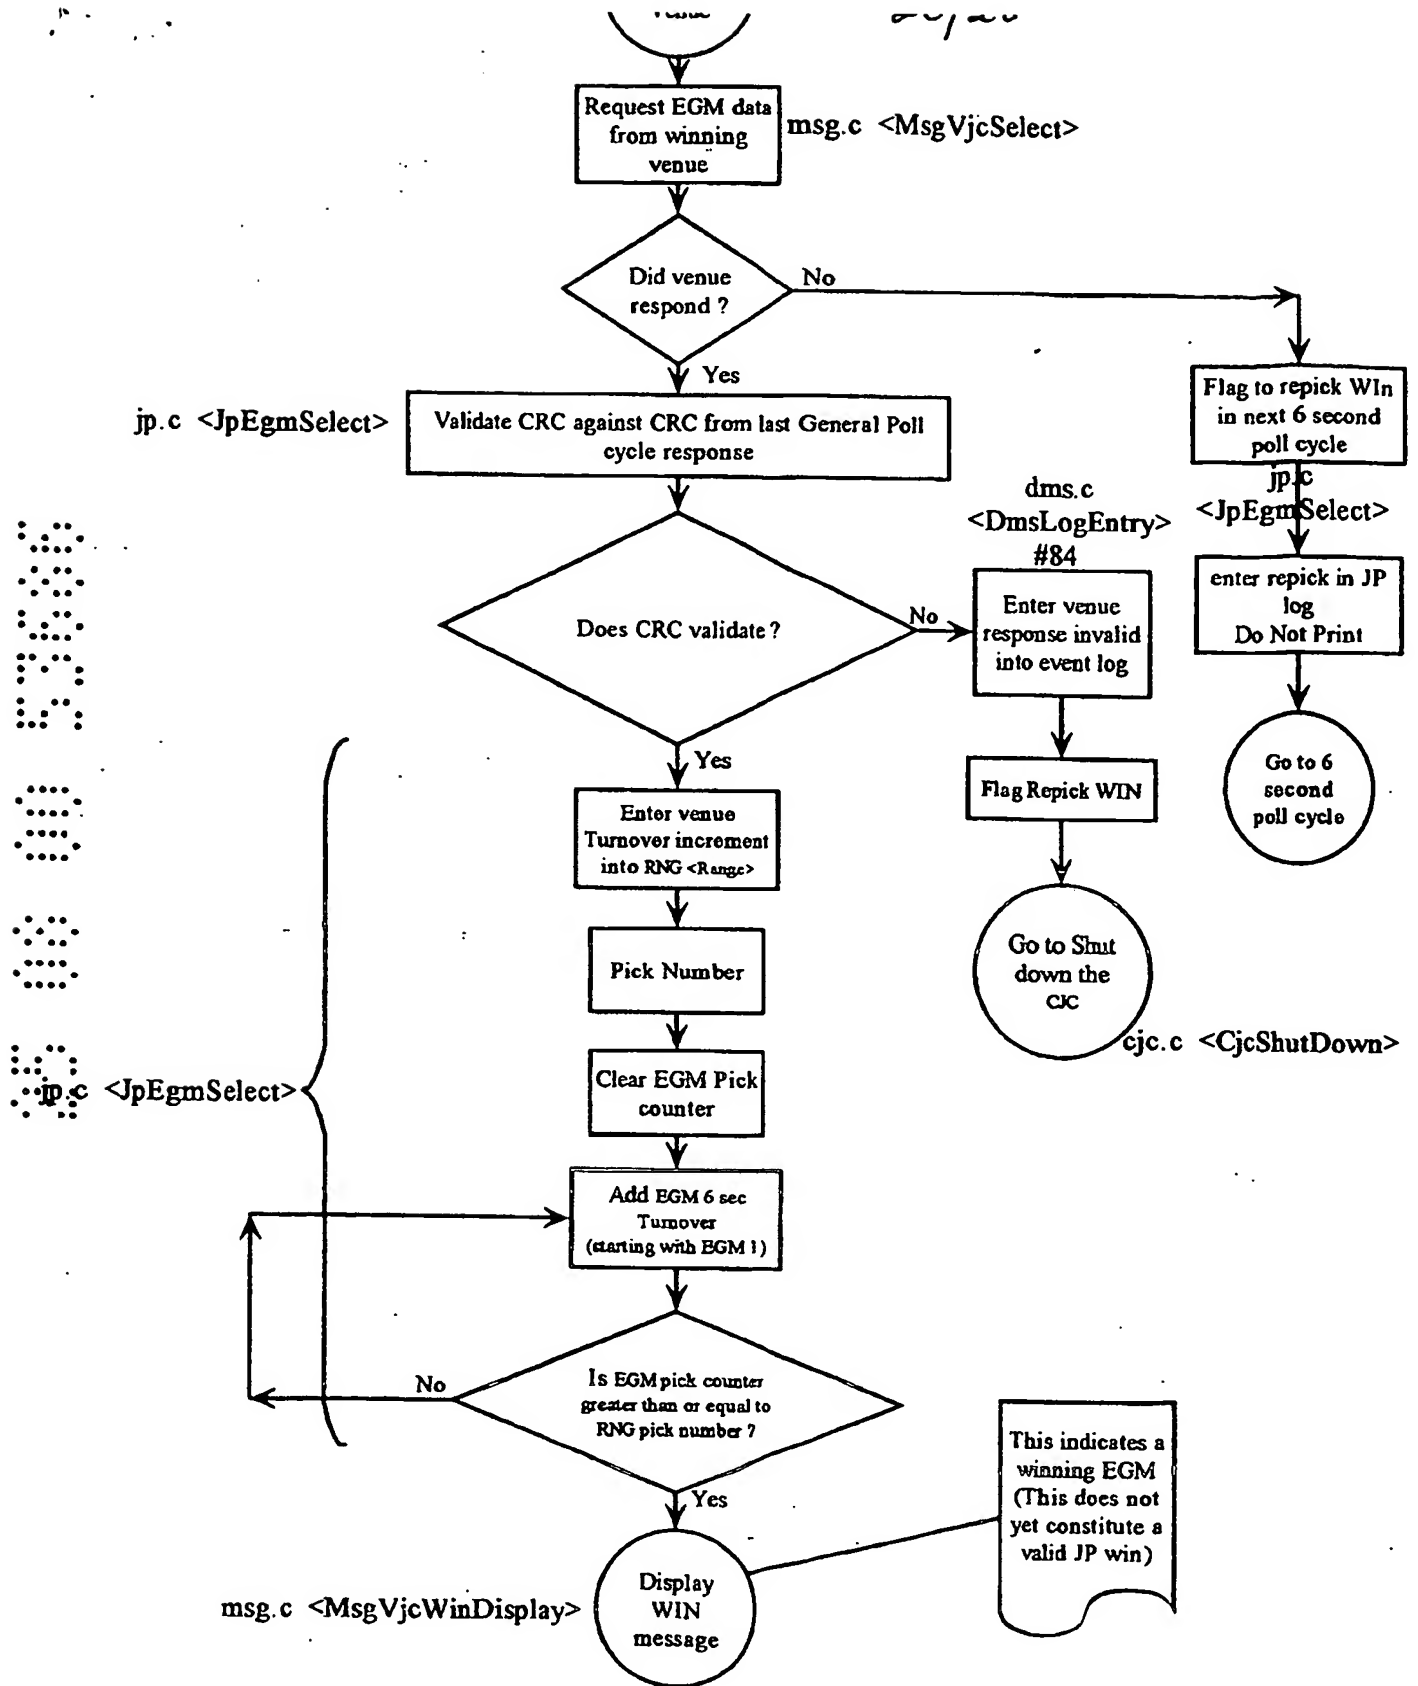 Request EGM data
from winning
venue
msg.c <MsgVjcSelect>
Did venue
respond ?
No
Yes
Flag to repick WIn
in next 6 second
poll cycle
jp.c <JpEgmSelect>
Validate CRC against CRC from last General Poll
cycle response
jp.c
<JpEgmSelect>
dms.c
<DmsLogEntry>
#84
enter repick in JP
log
Do Not Print
Does CRC validate ?
No
Enter venue
response invalid
into event log
Yes
Flag Repick WIN
Go to 6
second
poll cycle
Enter venue
Turnover increment
into RNG <Range>
Pick Number
Go to Shut
down the
CJC
cjc.c <CjcShutDown>
jp.c <JpEgmSelect>
Clear EGM Pick
counter
Add EGM 6 sec
Turnover
(starting with EGM 1)
No
Is EGM pick counter
greater than or equal to
RNG pick number ?
Yes
This indicates a
winning EGM
(This does not
yet constitute a
valid JP win)
msg.c <MsgVjcWinDisplay>
Display
WIN
message